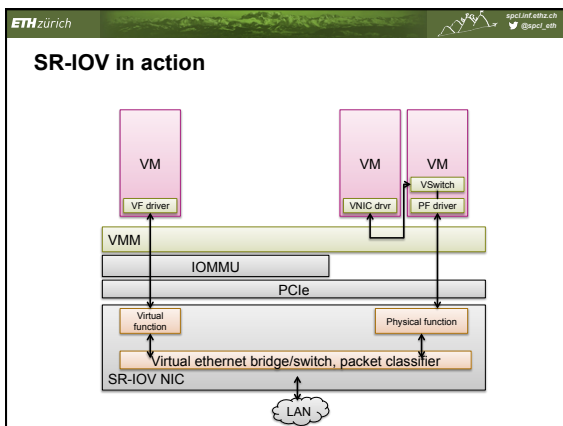 ETH zürich
spcl.inf.ethz.ch
@spcl_eth
SR-IOV in action
VM
VM
VM
VSwitch
VF driver
VNIC drvr
PF driver
VMM
IOMMU
PCIe
Virtual
function
Physical function
Virtual ethernet bridge/switch, packet classifier
SR-IOV NIC
LAN